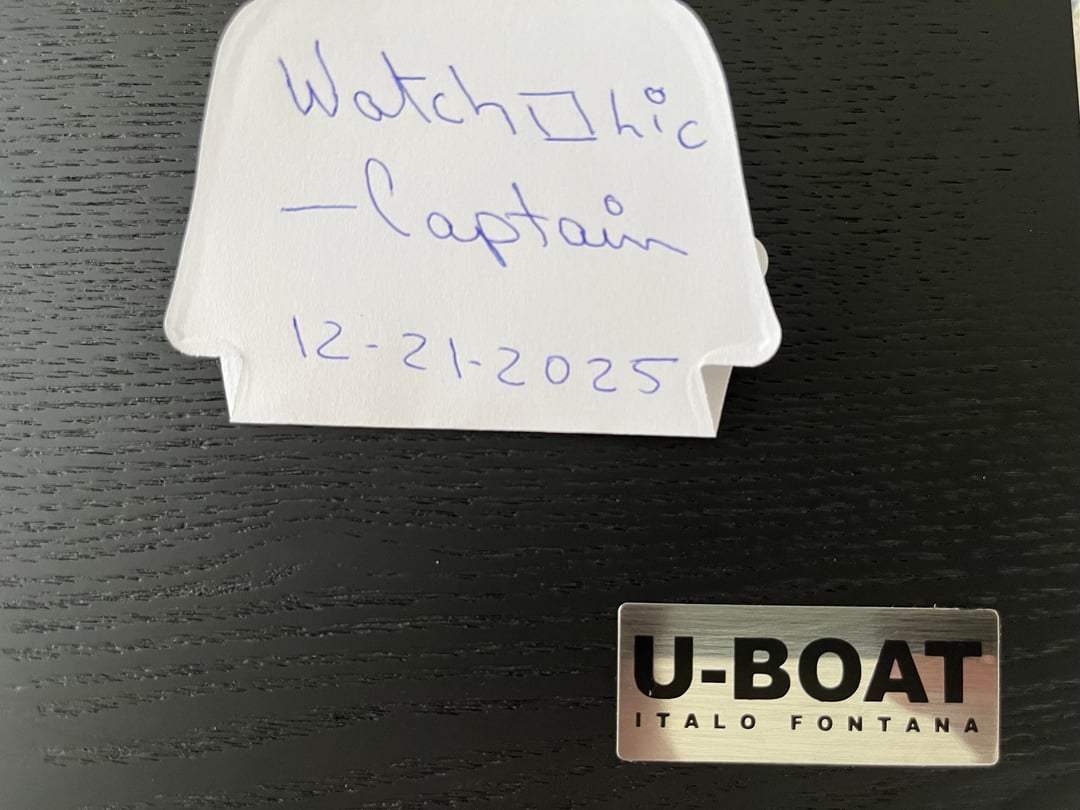 Watch□hic
-Captain
12-21-2025
U-BOAT
ITALO FONTANA